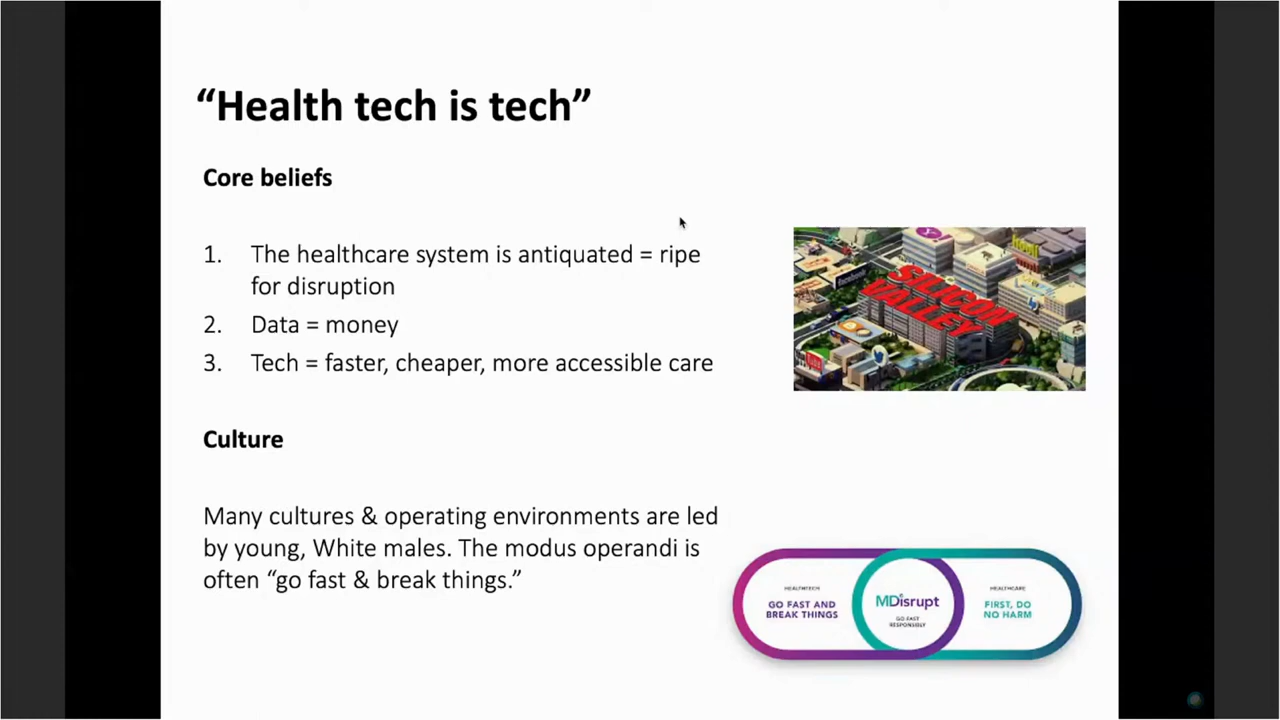 “Health tech is tech”
Core beliefs
1. The healthcare system is antiquated = ripe
for disruption
2. Data = money
3. Tech = faster, cheaper, more accessible care
SILICON
VALLEY
facebook
Culture
Many cultures & operating environments are led
by young, White males. The modus operandi is
often “go fast & break things.”
HEALTHTECH
GO FAST AND
BREAK THINGS
MDisrupt
GO FAST
RESPONSIBLY
HEALTHCARE
FIRST, DO
NO HARM